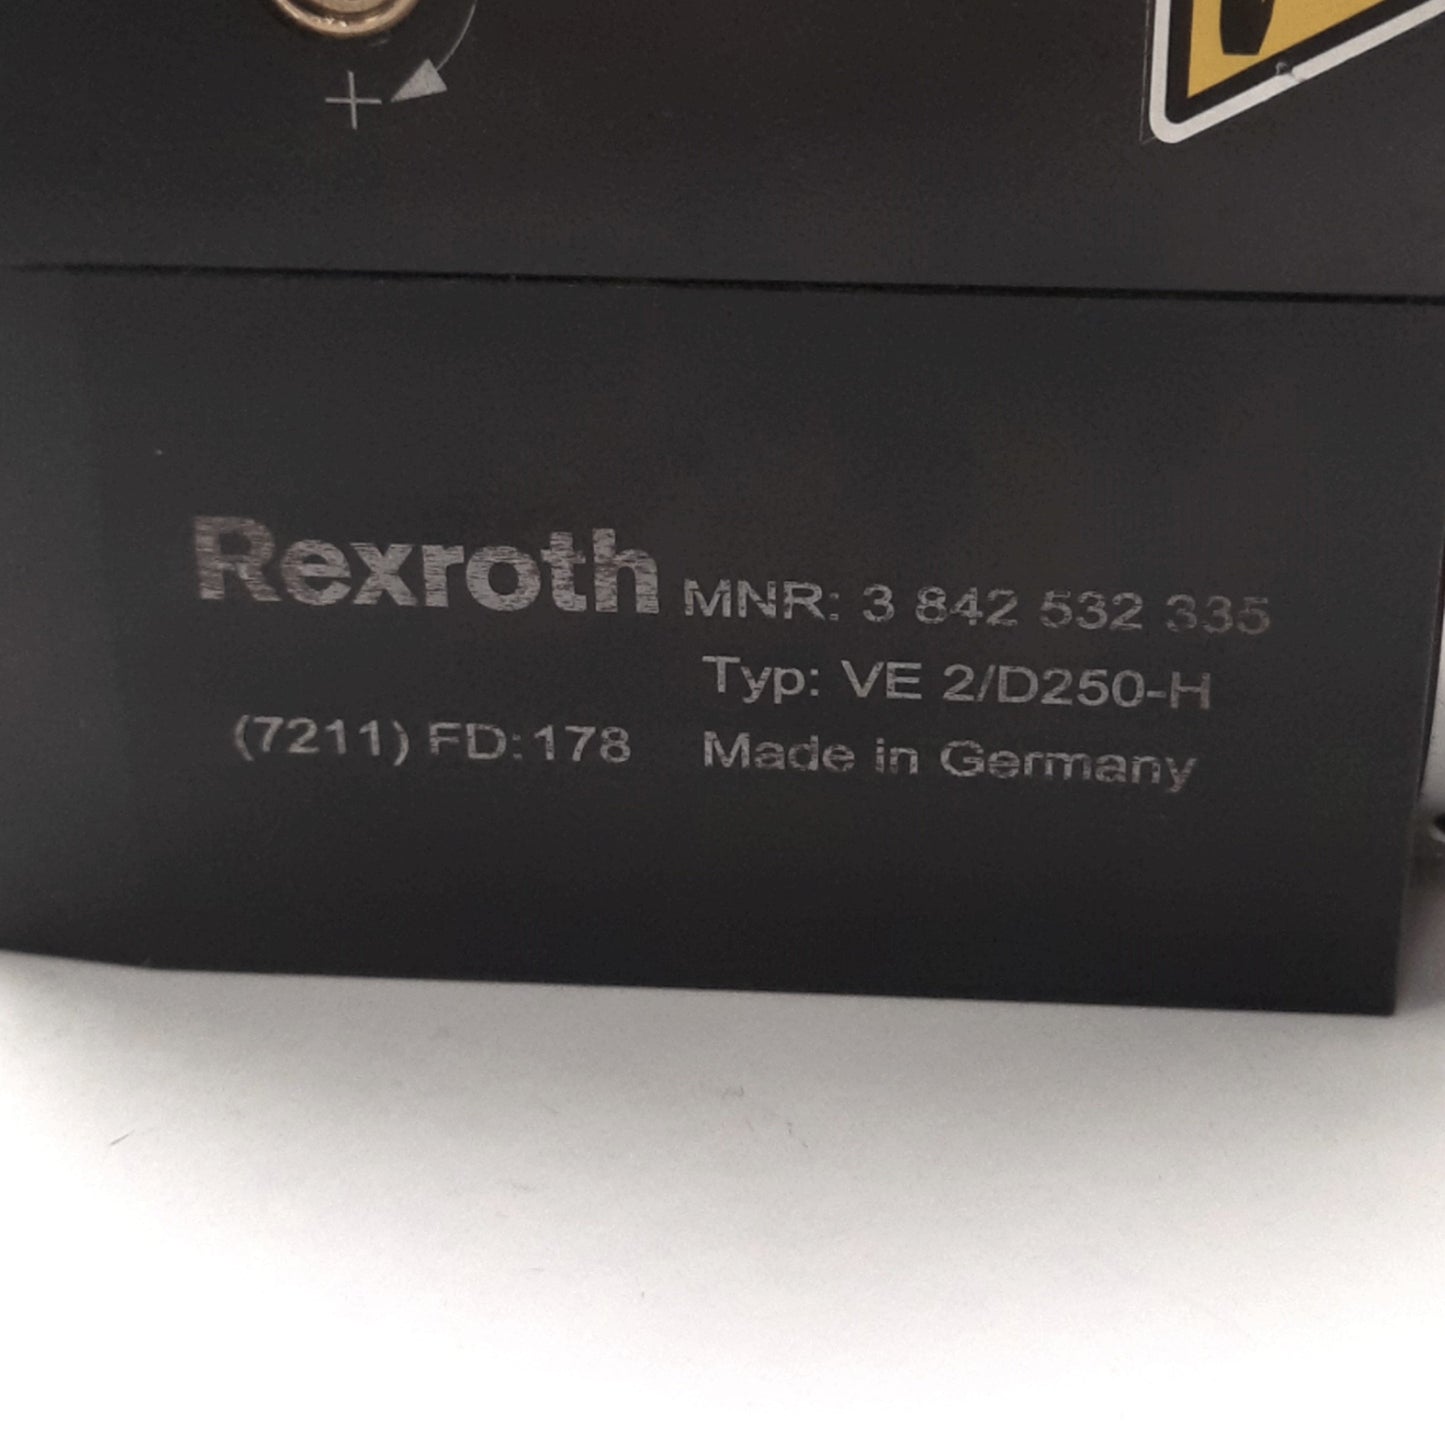 +
Rexroth MNR: 3 842 532 335
Typ: VE 2/D250-H
(7211) FD:178 Made in Germany